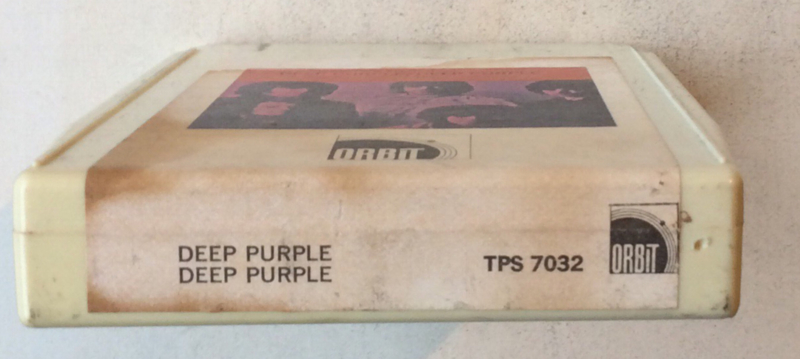 ORBiT
DEEP PURPLE
DEEP PURPLE
TPS 7032
ORBiT